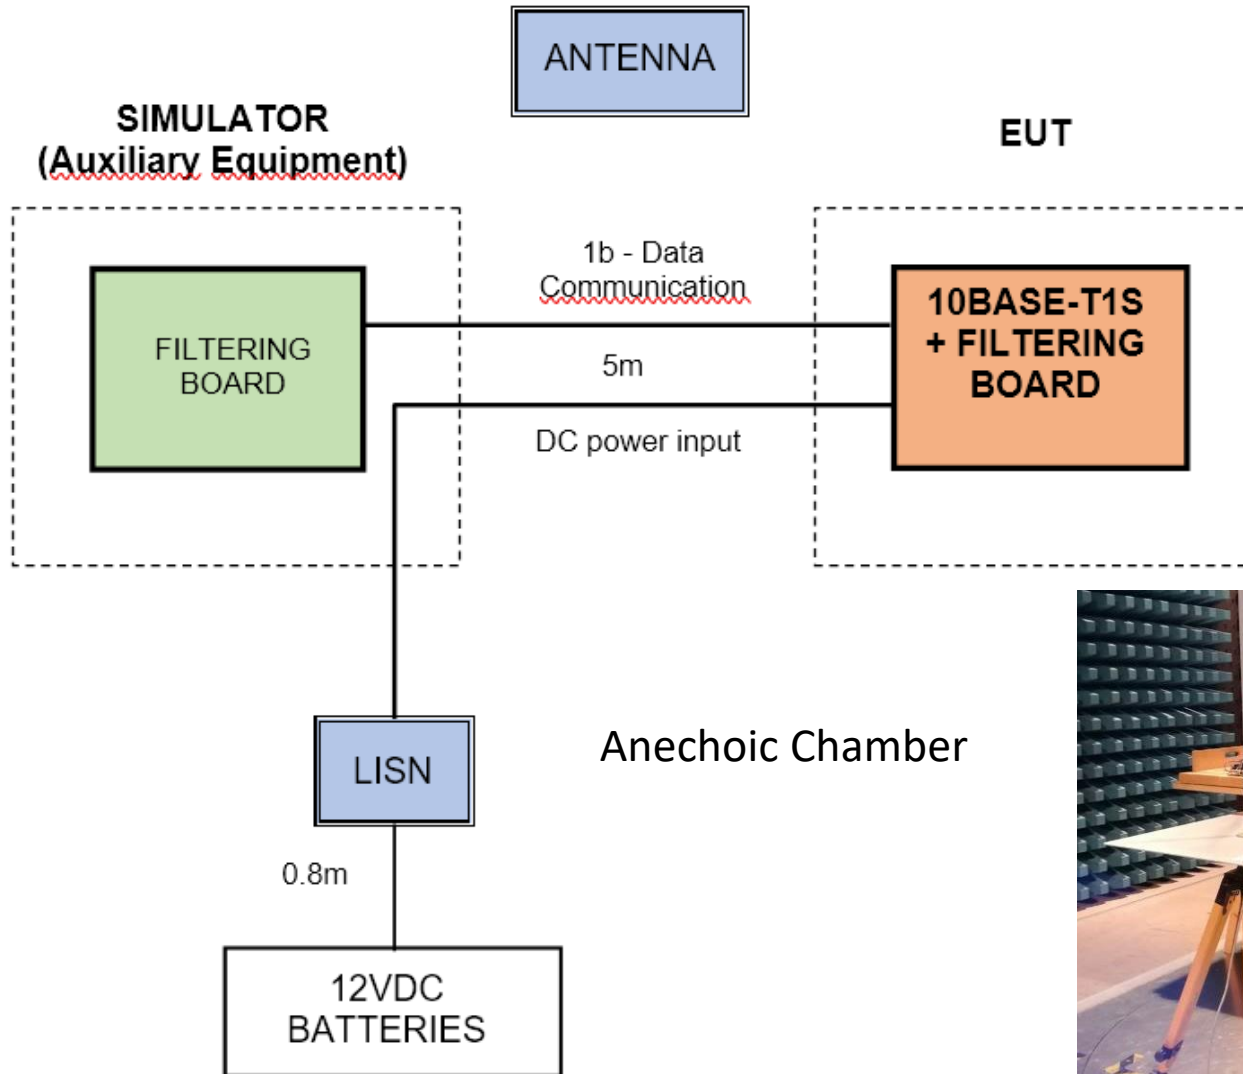 ANTENNA
SIMULATOR
(Auxiliary Equipment)
EUT
1b - Data
Communication
FILTERING
BOARD
10BASE-T1S
+ FILTERING
BOARD
5m
DC power input
LISN
Anechoic Chamber
0.8m
12VDC
BATTERIES